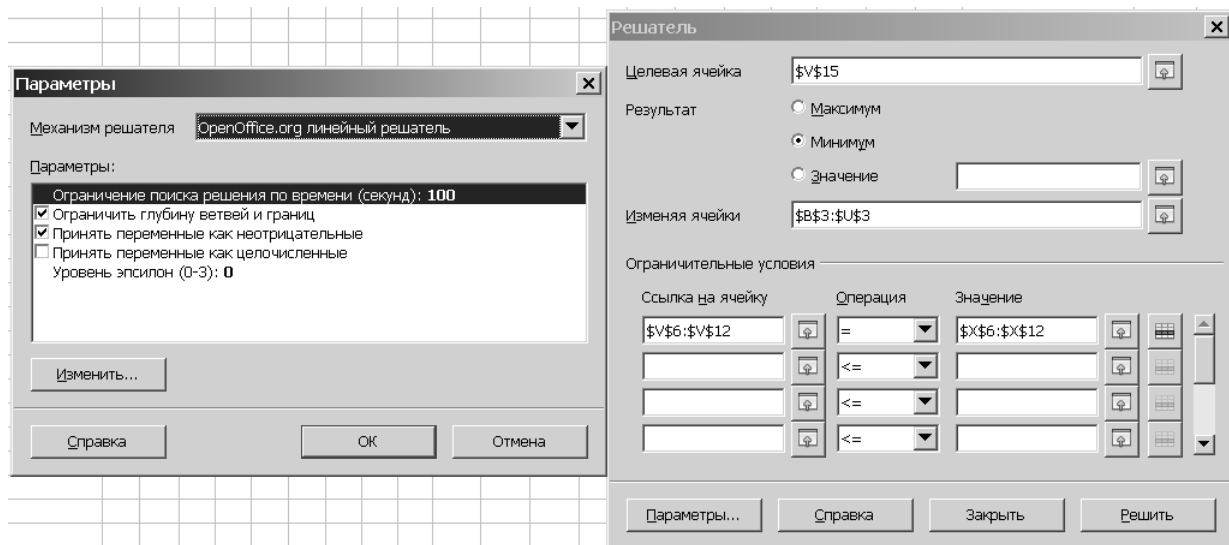 Параметры
Механизм решателя OpenOffice.org линейный решатель
Параметры:
Ограничение поиска решения по времени (секунд): 100
Ограничить глубину ветвей и границ
Принять переменные как неотрицательные
Принять переменные как целочисленные
Уровень эпсилон (0-3): 0
Изменить...
Справка ОК Отмена
Решатель
Целевая ячейка $V$15
Результат Максимум
Минимум
Значение
Изменяя ячейки $B$3:$U$3
Ограничительные условия
Ссылка на ячейку Операция Значение
$V$6:$V$12 = $X$6:$X$12
<=
<=
<=
Параметры... Справка Закрыть Решить